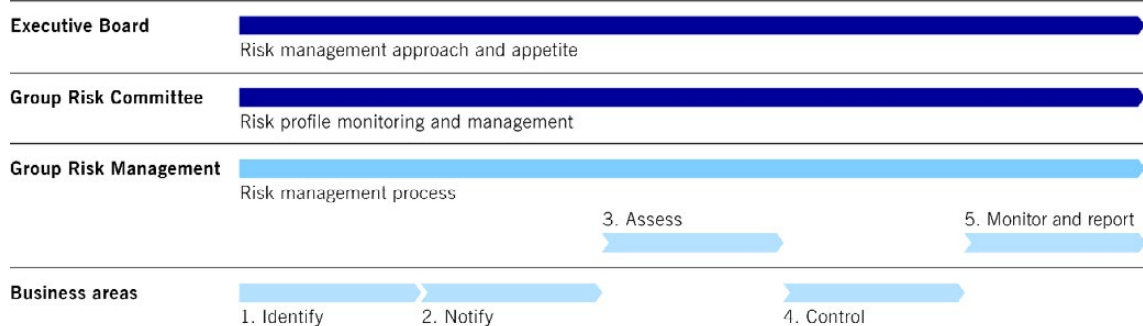 Executive Board
Risk management approach and appetite
Group Risk Committee
Risk profile monitoring and management
Group Risk Management
Risk management process
3. Assess 5. Monitor and report
Business areas
1. Identify 2. Notify 4. Control